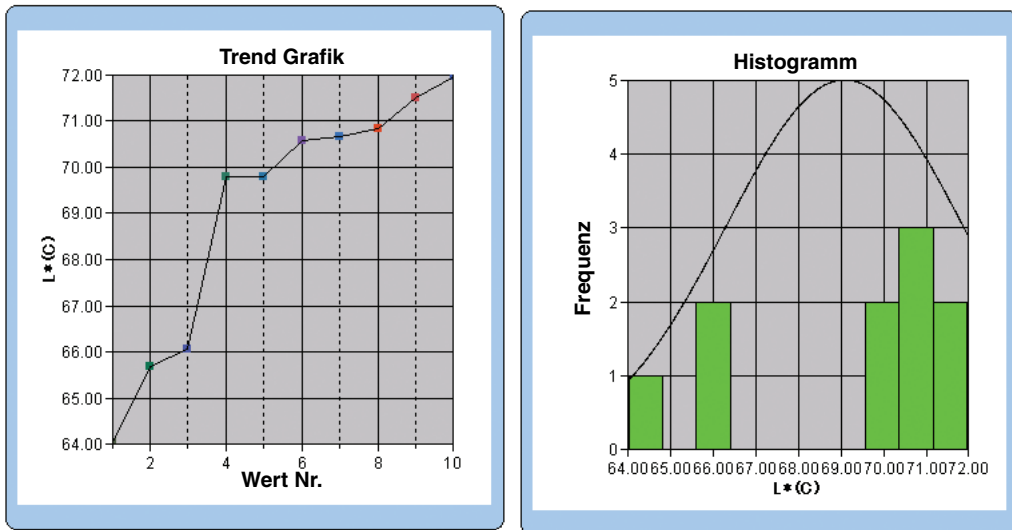 Trend Grafik
72.00
71.00
70.00
69.00
68.00
67.00
66.00
65.00
64.00
L*(C)
2 4 6 8 10
Wert Nr.
Histogramm
5
4
3
2
1
0
Frequenz
64.00 65.00 66.00 67.00 68.00 69.00 70.00 71.00 72.00
L*(C)